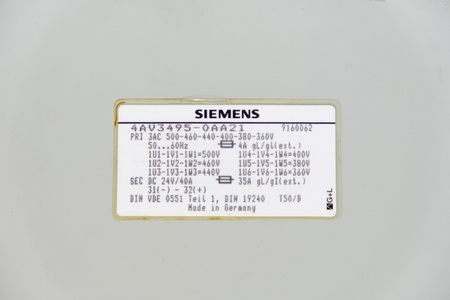 SIEMENS
4AV3495-0AA21 9160062
PRI 3AC 500-460-440-400-380-360V
50...60Hz 4A gL/gI(ext.)
1U1-1V1-1W1=500V 1U4-1V4-1W4=400V
1U2-1V2-1W2=460V 1U5-1V5-1W5=380V
1U3-1V3-1W3=440V 1U6-1V6-1W6=360V
SEC DC 24V/40A 35A gL/gI(ext.)
31(-) - 32(+)
DIN VDE 0551 Teil 1, DIN 19240 T50/B
Made in Germany
G+L